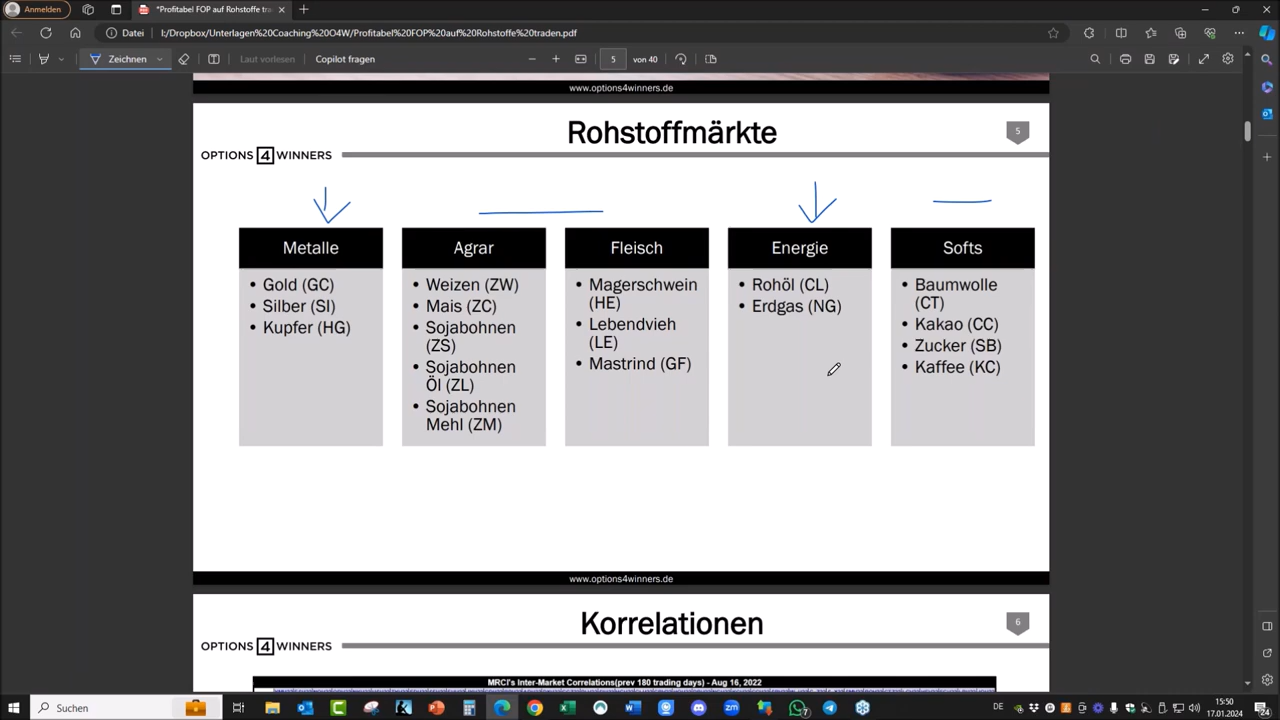 Anmelden
*Profitabel FOP auf Rohstoffe tra
Datei
I:/Dropbox/Unterlagen%20Coaching%20O4W/Profitabel%20FOP%20auf%20Rohstoffe%20traden.pdf
Zeichnen
Laut vorlesen
Copilot fragen
5
von 40
www.options4winners.de
Rohstoffmärkte
5
OPTIONS 4 WINNERS
Metalle
• Gold (GC)
• Silber (SI)
• Kupfer (HG)
Agrar
• Weizen (ZW)
• Mais (ZC)
• Sojabohnen
(ZS)
• Sojabohnen
Öl (ZL)
• Sojabohnen
Mehl (ZM)
Fleisch
• Magerschwein
(HE)
• Lebendvieh
(LE)
• Mastrind (GF)
Energie
• Rohöl (CL)
• Erdgas (NG)
Softs
• Baumwolle
(CT)
• Kakao (CC)
• Zucker (SB)
• Kaffee (KC)
www.options4winners.de
Korrelationen
6
OPTIONS 4 WINNERS
MRCI's Inter-Market Correlations(prev 180 trading days) - Aug 16, 2022
Suchen
DE
15:50
17.01.2024